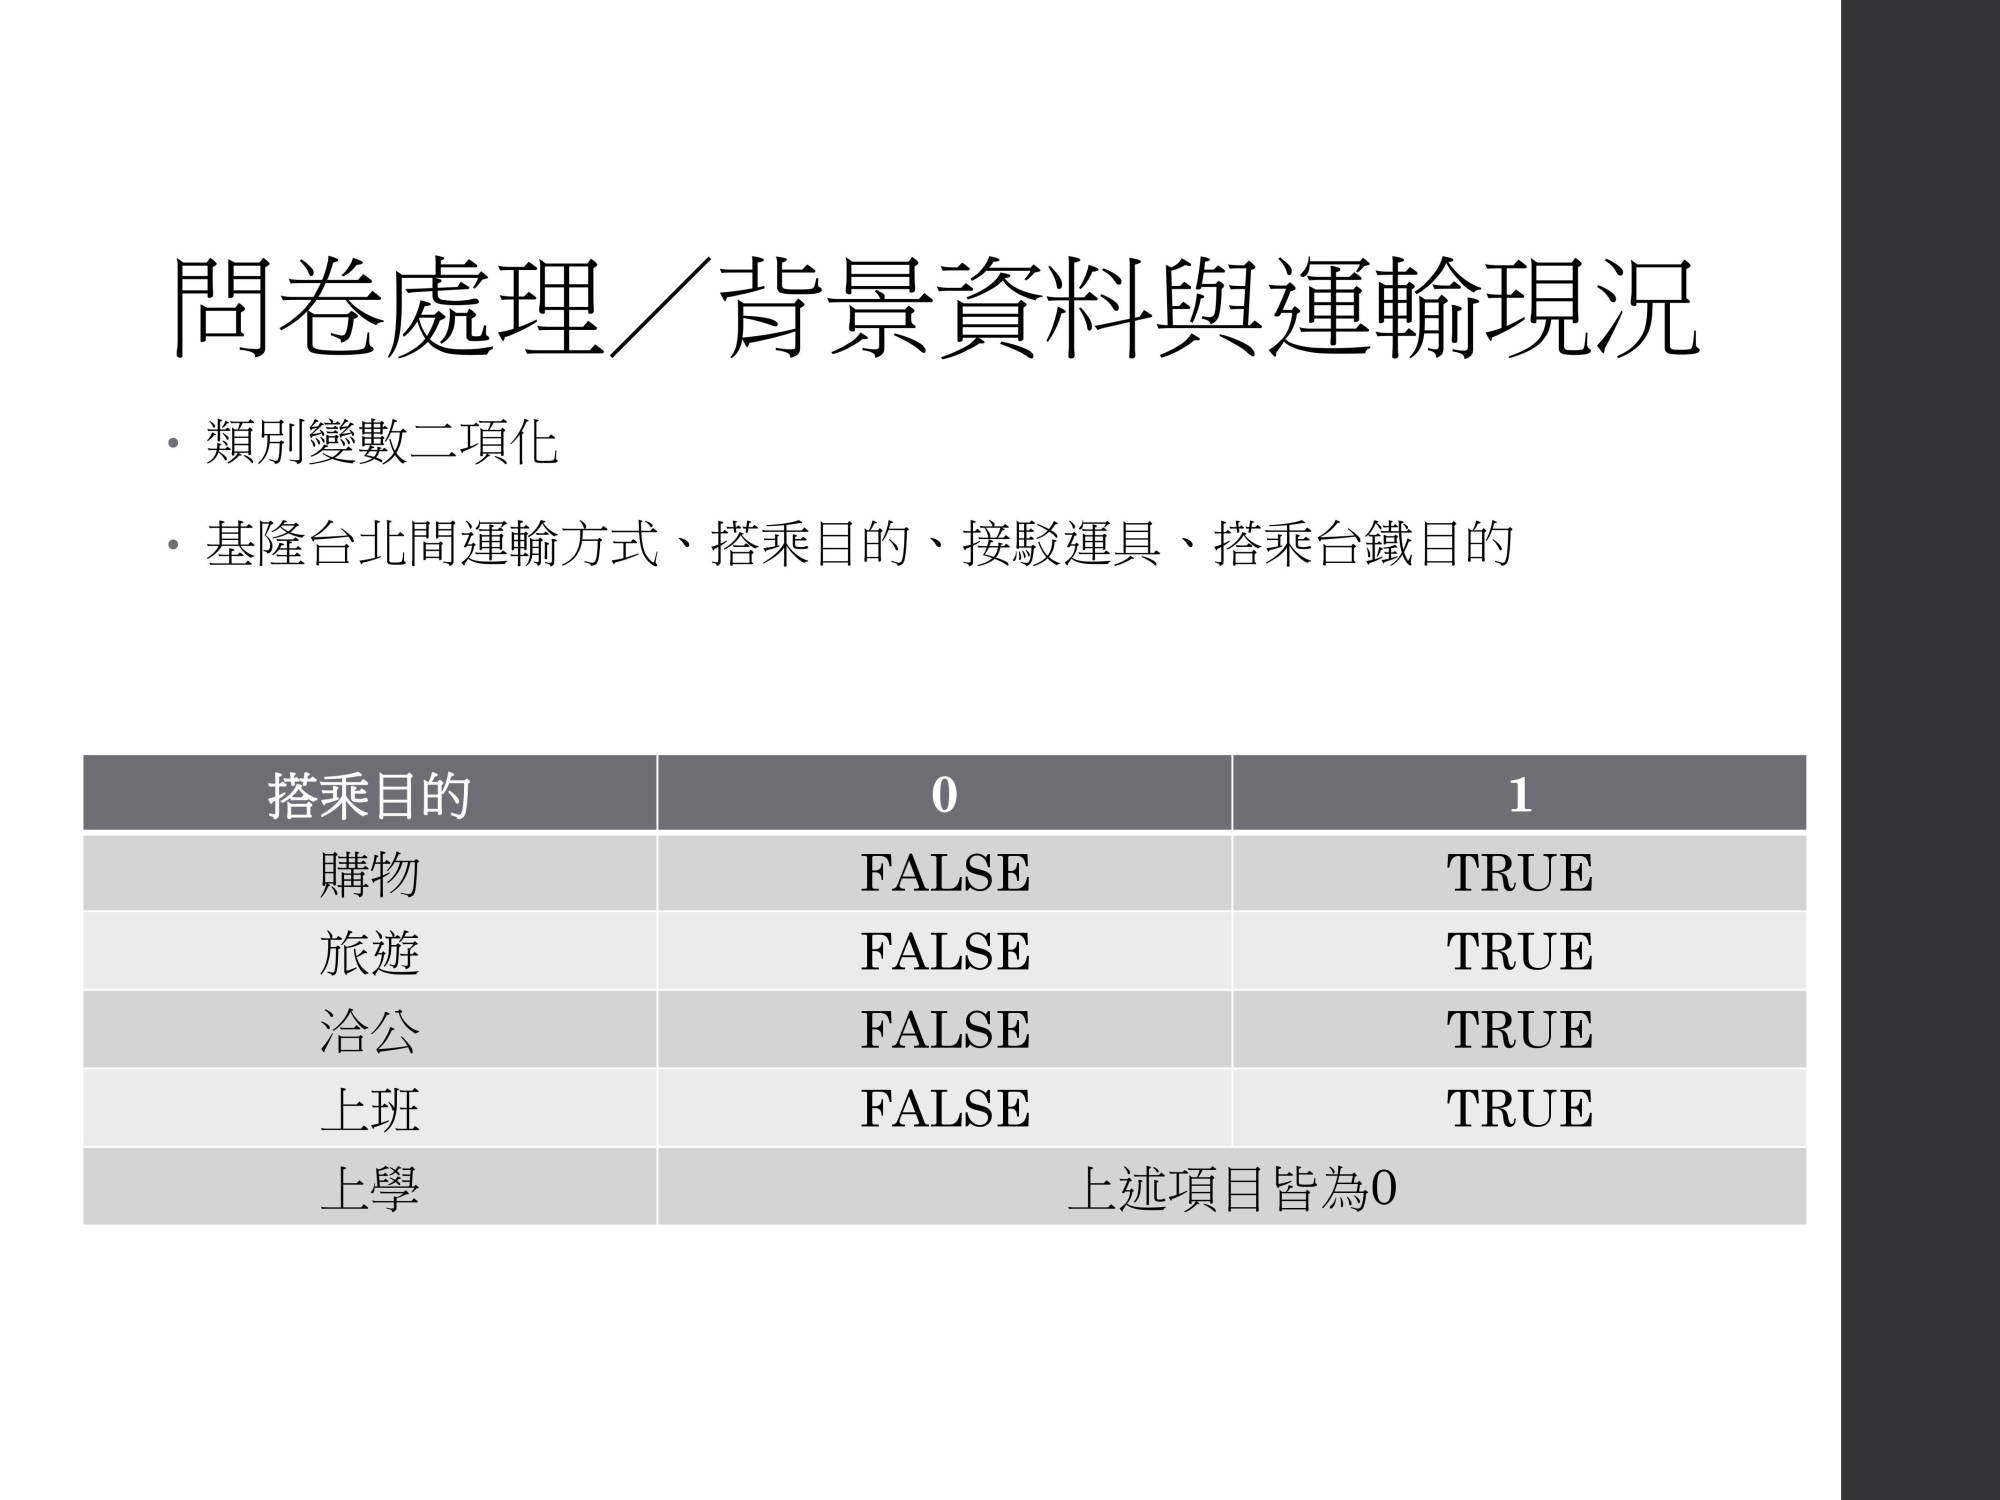 問卷處理／背景資料與運輸現況
• 類別變數二項化
• 基隆台北間運輸方式、搭乘目的、接駁運具、搭乘台鐵目的
搭乘目的 0 1
購物 FALSE TRUE
旅遊 FALSE TRUE
洽公 FALSE TRUE
上班 FALSE TRUE
上學 上述項目皆為0